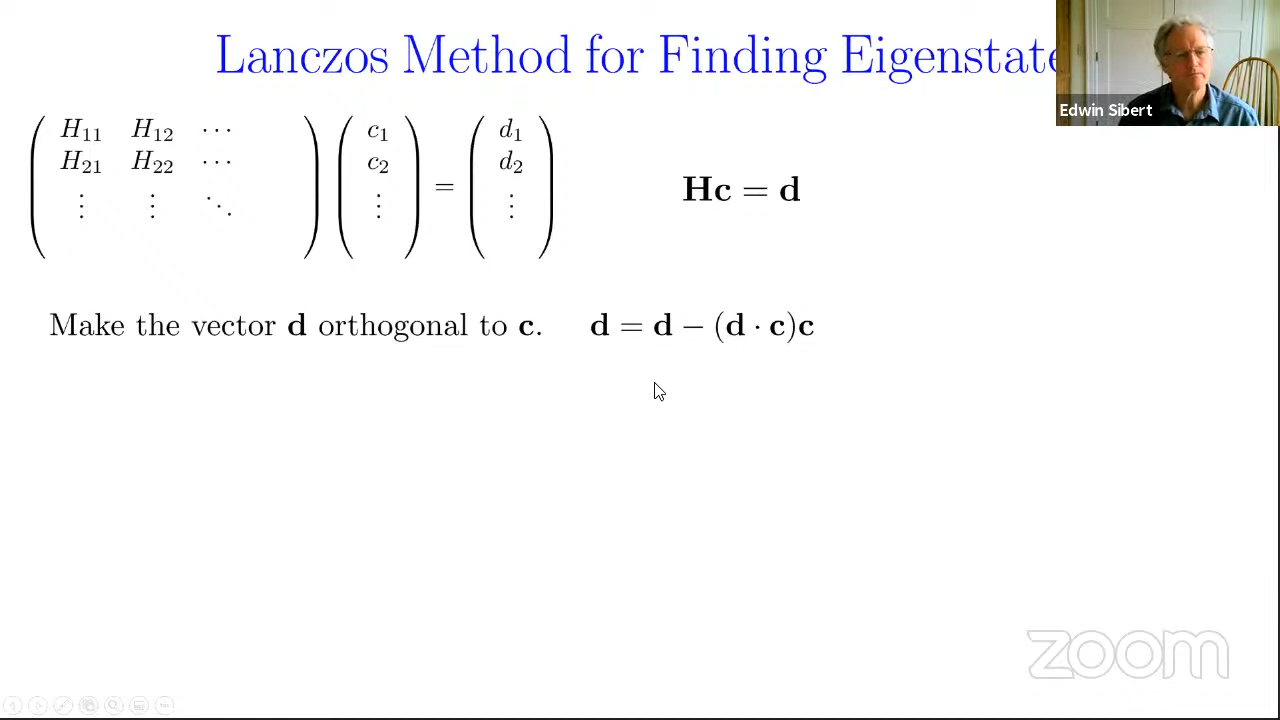 Lanczos Method for Finding Eigenstate
Edwin Sibert
( H₁₁ H₁₂ ⋯ ) ( c₁ ) = ( d₁ )
( H₂₁ H₂₂ ⋯ ) ( c₂ ) ( d₂ )
( ⋮ ⋮ ⋱ ) ( ⋮ ) ( ⋮ )
Hc = d
Make the vector d orthogonal to c. d = d − (d · c)c
zoom